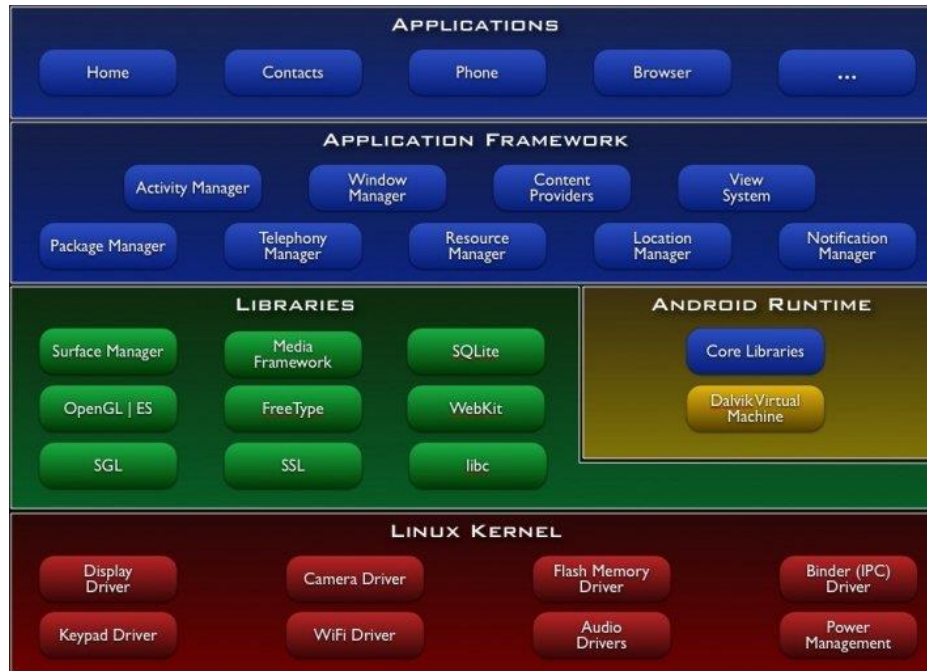 APPLICATIONS
Home
Contacts
Phone
Browser
...
APPLICATION FRAMEWORK
Activity Manager
Window
Manager
Content
Providers
View
System
Package Manager
Telephony
Manager
Resource
Manager
Location
Manager
Notification
Manager
LIBRARIES
Surface Manager
Media
Framework
SQLite
OpenGL | ES
FreeType
WebKit
SGL
SSL
libc
ANDROID RUNTIME
Core Libraries
Dalvik Virtual
Machine
LINUX KERNEL
Display
Driver
Camera Driver
Flash Memory
Driver
Binder (IPC)
Driver
Keypad Driver
WiFi Driver
Audio
Drivers
Power
Management